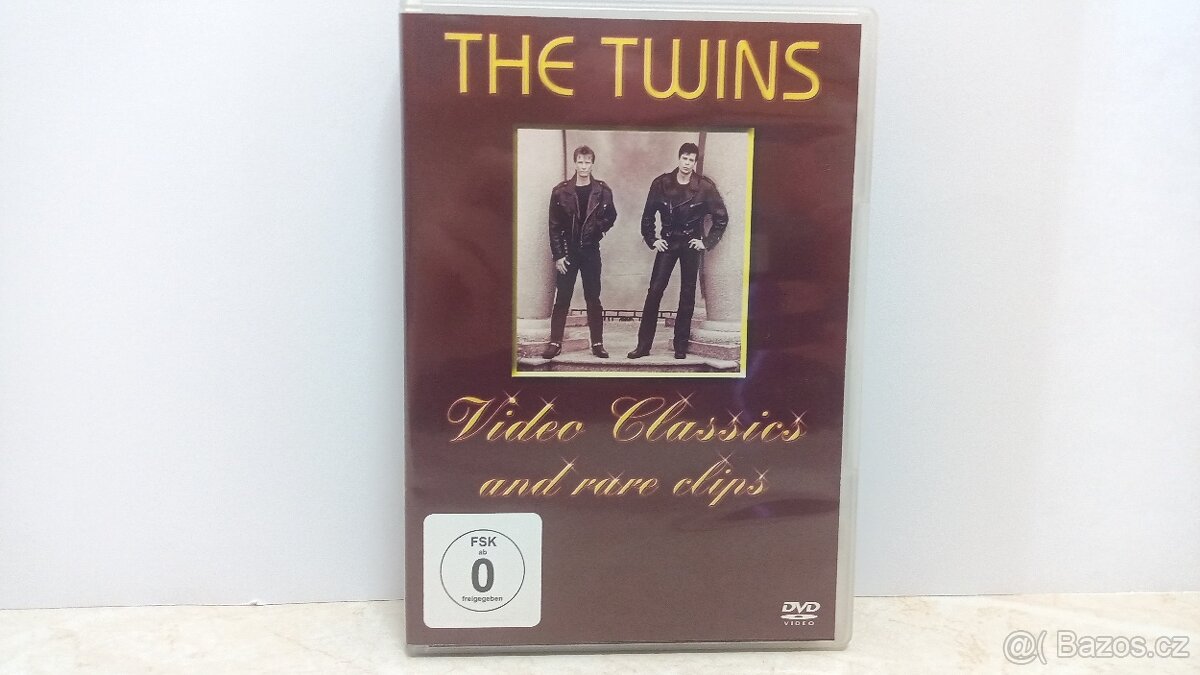 THE TWINS
Video Classics
and rare clips
FSK
ab
0
freigegeben
DVD
VIDEO
@( Bazos.cz